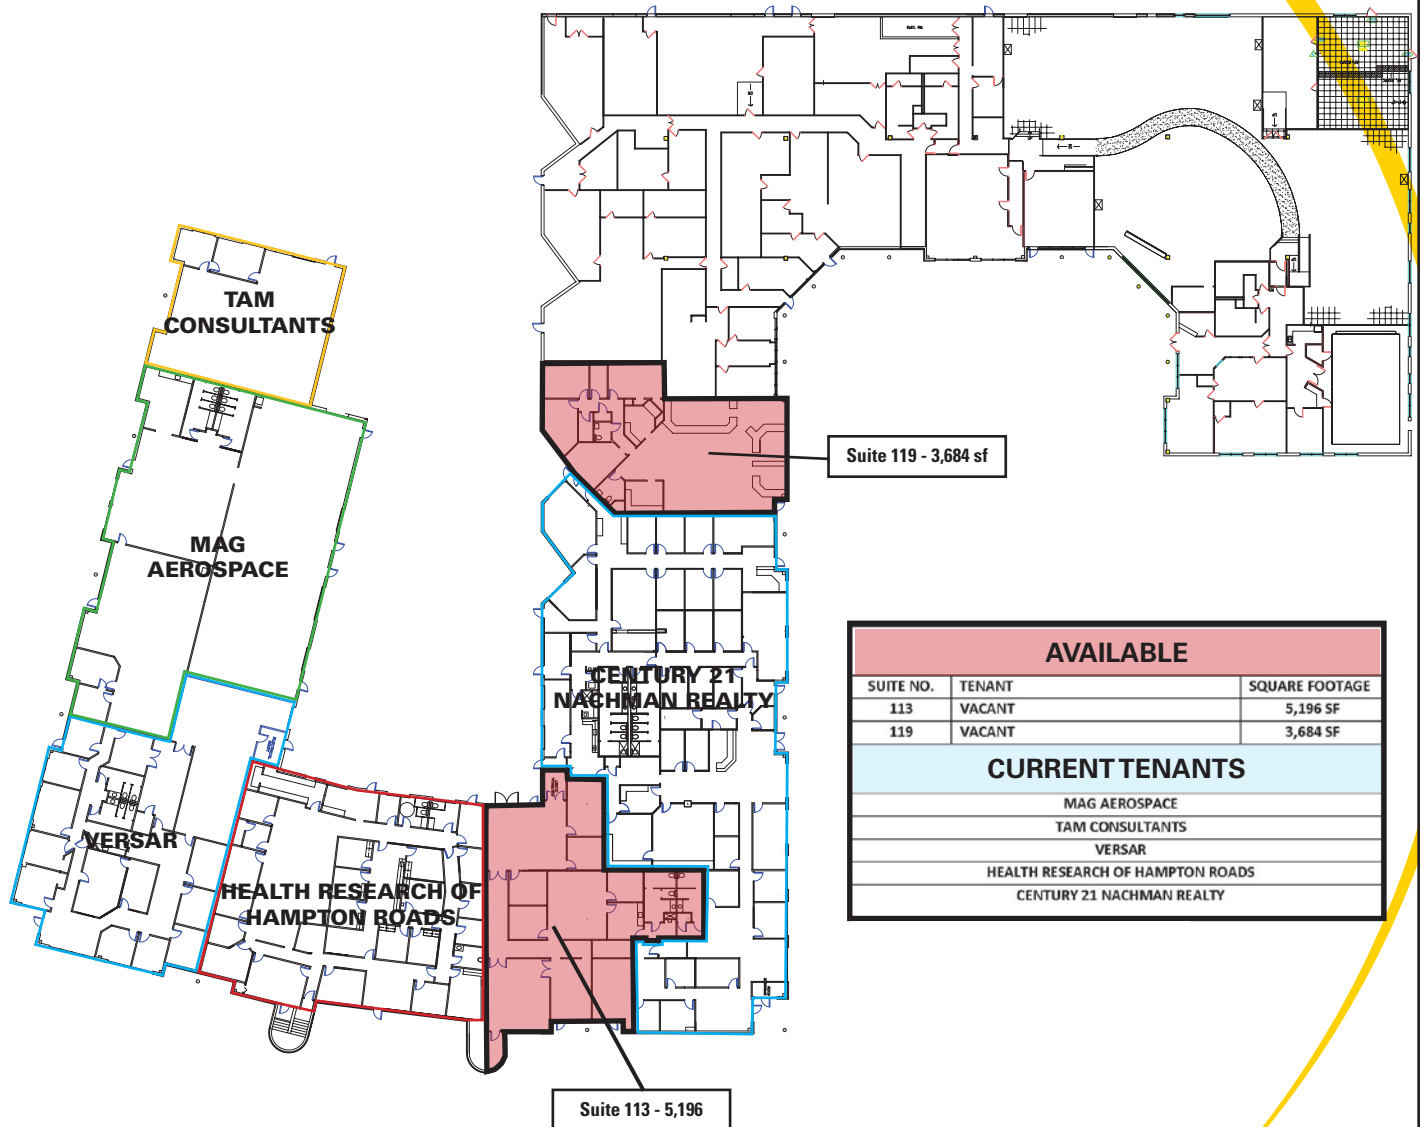 TAM
CONSULTANTS
MAG
AEROSPACE
Suite 119 - 3,684 sf
CENTURY 21
NACHMAN REALTY
VERSAR
HEALTH RESEARCH OF
HAMPTON ROADS
Suite 113 - 5,196
AVAILABLE
SUITE NO. TENANT SQUARE FOOTAGE
113 VACANT 5,196 SF
119 VACANT 3,684 SF
CURRENT TENANTS
MAG AEROSPACE
TAM CONSULTANTS
VERSAR
HEALTH RESEARCH OF HAMPTON ROADS
CENTURY 21 NACHMAN REALTY